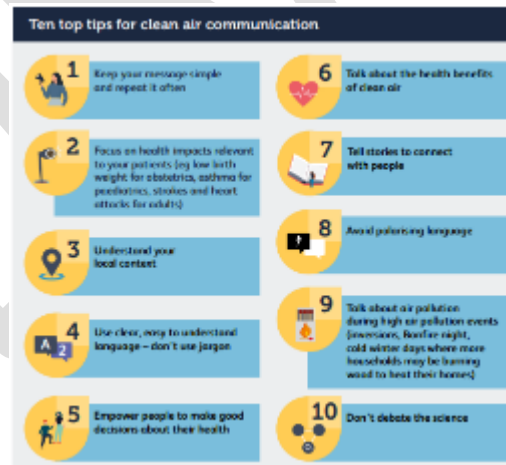 Ten top tips for clean air communication
1
Keep your message simple
and repeat it often
2
Focus on health impacts relevant
to your patients (eg low birth
weight for obstetrics, asthma for
paediatrics, strokes and heart
attacks for adults)
3
Understand your
local context
4
A
2
Use clear, easy to understand
language – don't use jargon
5
Empower people to make good
decisions about their health
6
Talk about the health benefits
of clean air
7
Tell stories to connect
with people
8
Avoid polarising language
9
Talk about air pollution
during high air pollution events
(inversions, Bonfire night,
cold winter days where more
households may be burning
wood to heat their homes)
10
Don't debate the science